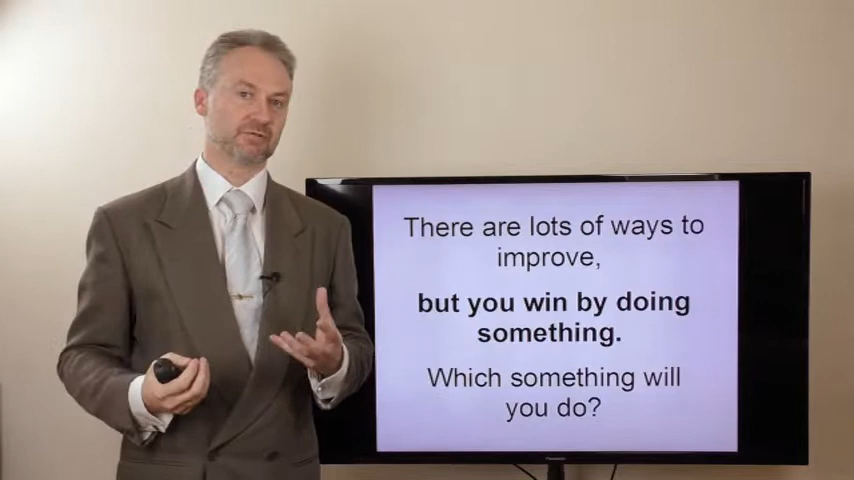 There are lots of ways to
improve,
but you win by doing
something.
Which something will
you do?